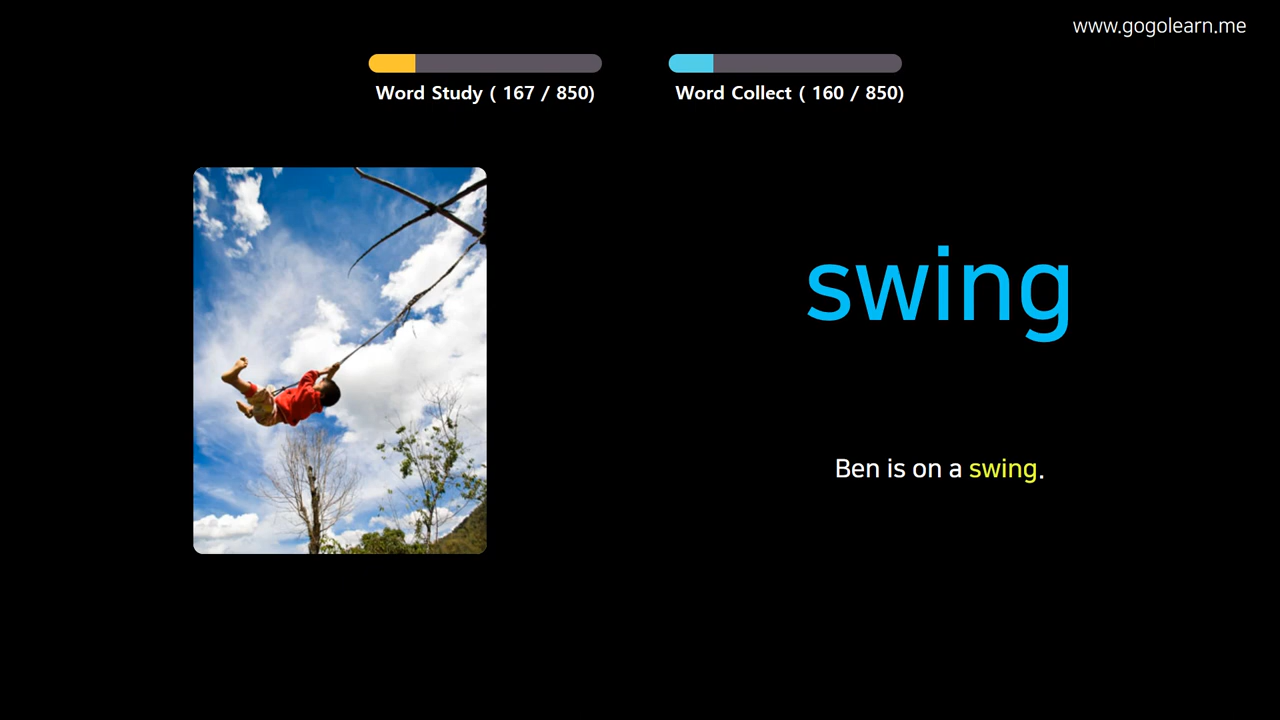 www.gogolearn.me
Word Study ( 167 / 850)
Word Collect ( 160 / 850)
swing
Ben is on a swing.